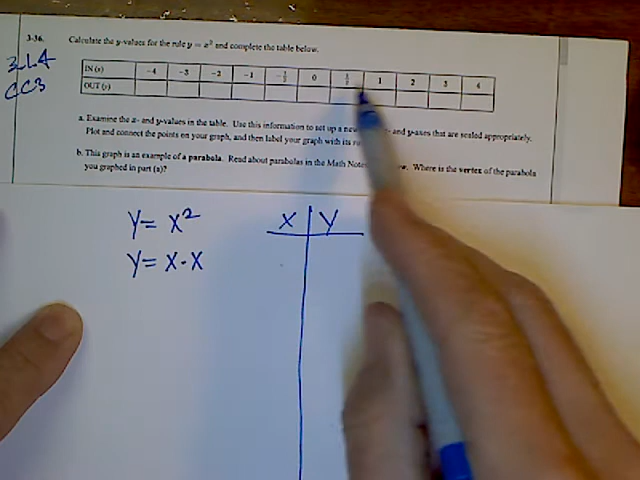 3-36.
Calculate the y-values for the rule y = x² and complete the table below.
3.1.4
CC3
IN (x) -4 -3 -2 -1 -½ 0 ½ 1 2 3 4
OUT (y)
a. Examine the x- and y-values in the table. Use this information to set up a new - and y-axes that are scaled appropriately.
Plot and connect the points on your graph, and then label your graph with its
b. This graph is an example of a parabola. Read about parabolas in the Math Notes Where is the vertex of the parabola
you graphed in part (a)?
y = x²
y = x · x
x y